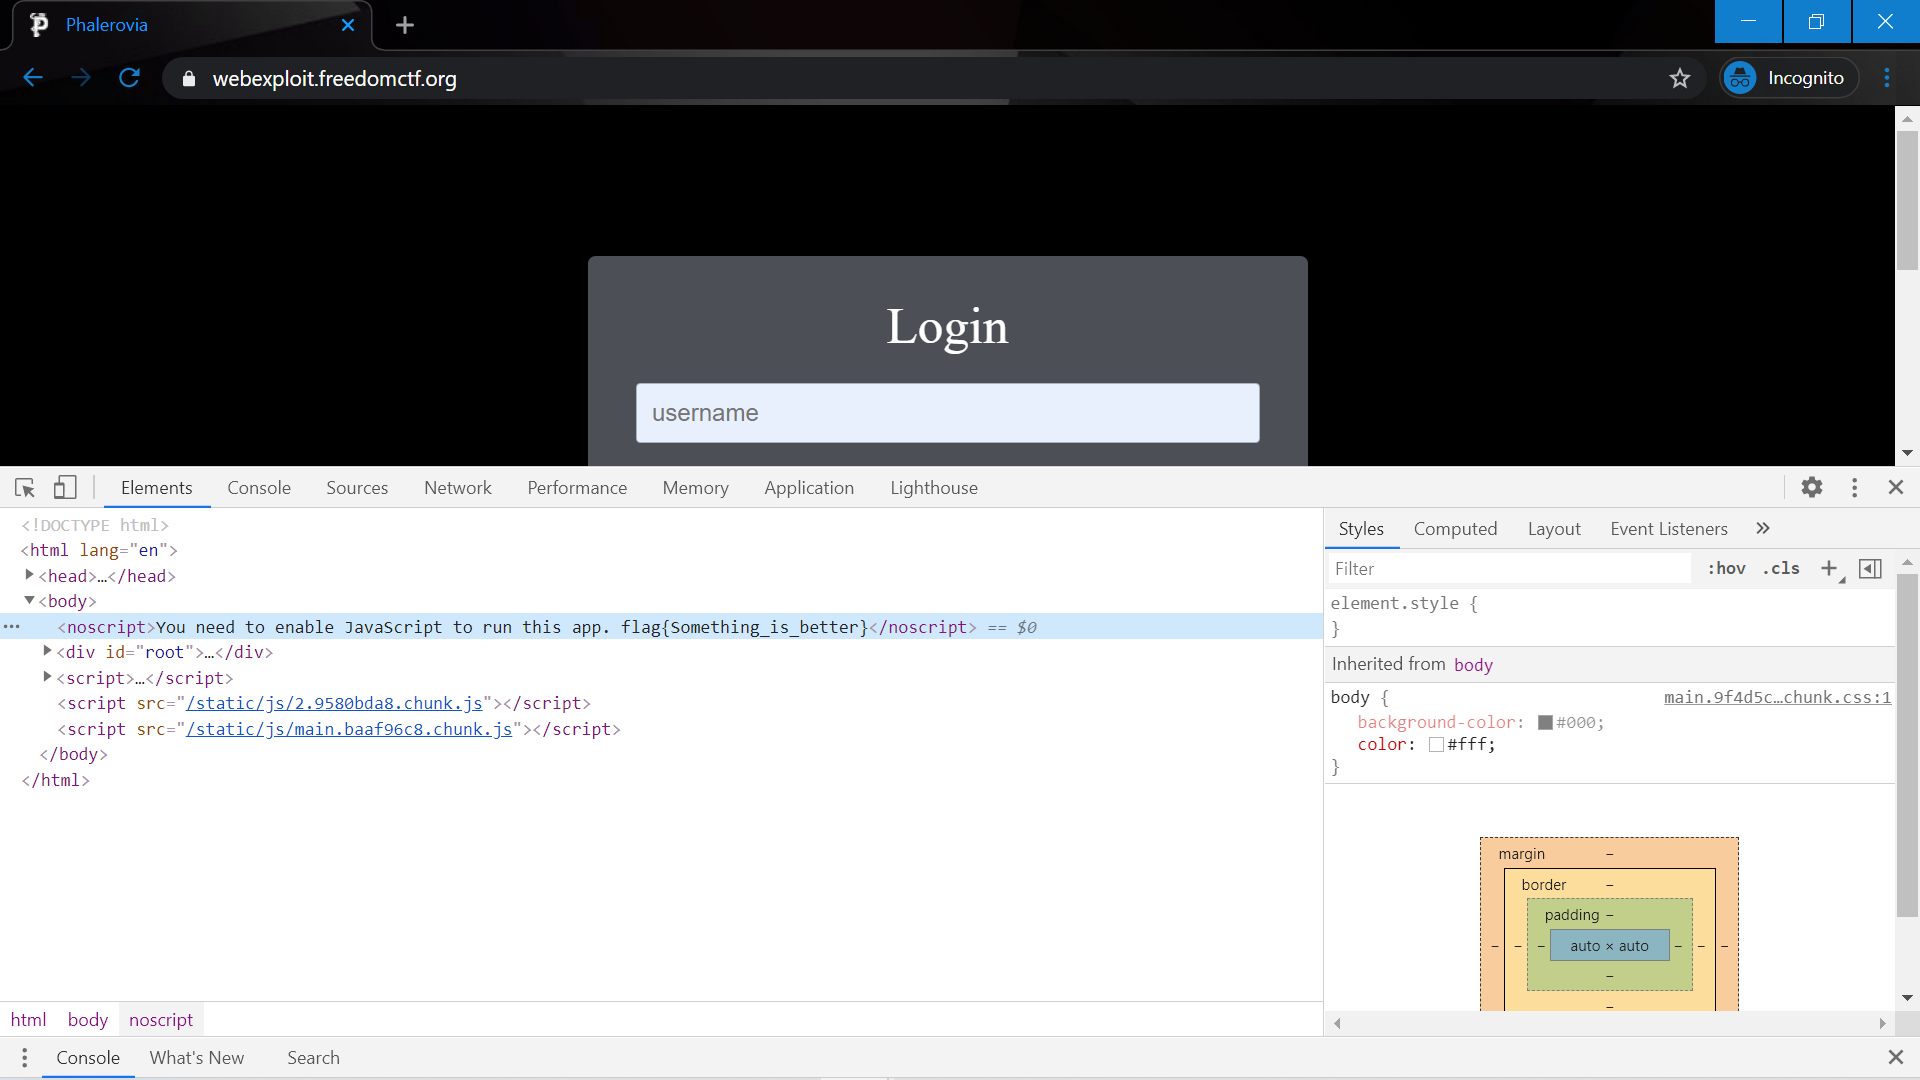 Phalerovia
webexploit.freedomctf.org
Incognito
Login
username
Elements Console Sources Network Performance Memory Application Lighthouse
<!DOCTYPE html>
<html lang="en">
<head>…</head>
<body>
<noscript>You need to enable JavaScript to run this app. flag{Something_is_better}</noscript> == $0
<div id="root">…</div>
<script>…</script>
<script src="/static/js/2.9580bda8.chunk.js"></script>
<script src="/static/js/main.baaf96c8.chunk.js"></script>
</body>
</html>
html body noscript
Styles Computed Layout Event Listeners
Filter :hov .cls
element.style {
}
Inherited from body
body { main.9f4d5c…chunk.css:1
background-color: #000;
color: #fff;
}
margin –
border –
padding –
– – – auto × auto – – –
–
–
Console What's New Search